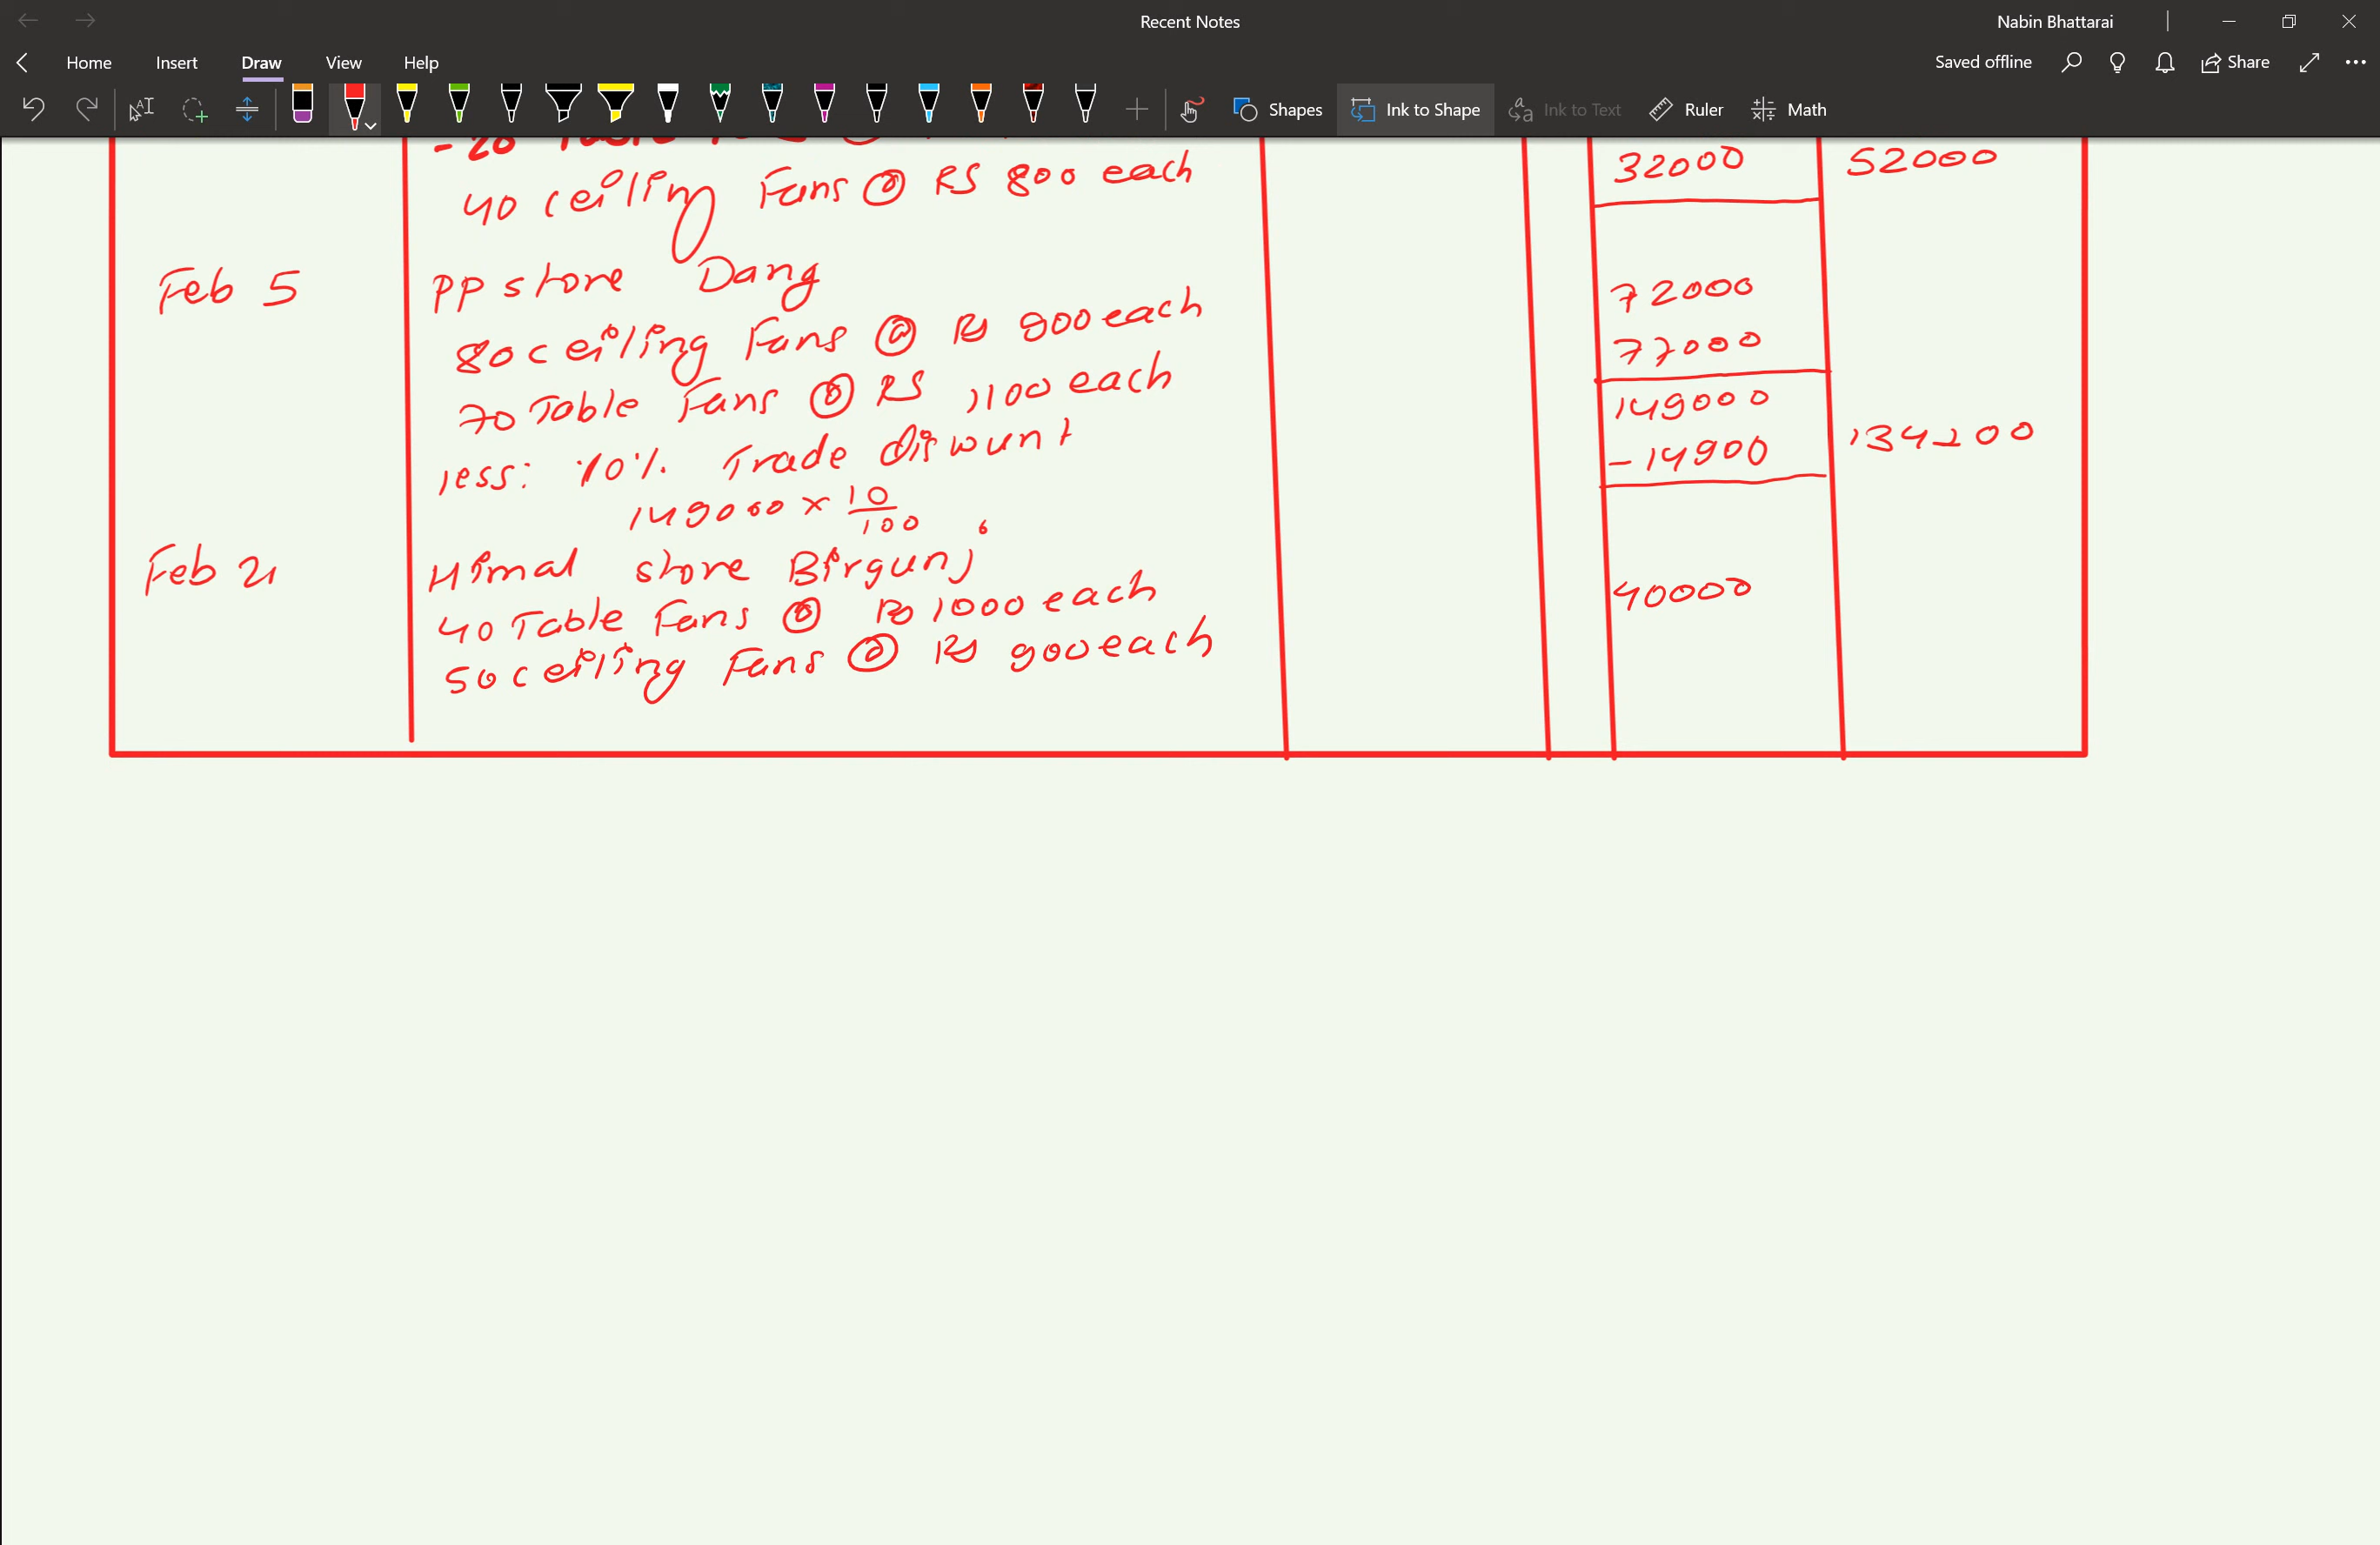 Recent Notes
Nabin Bhattarai
Home Insert Draw View Help
Saved offline
Share
Shapes Ink to Shape Ink to Text Ruler Math
40 ceiling Fans @ RS 800 each 32000 52000
Feb 5 PP store Dang
72000
80 ceiling Fans @ Rs 900 each
77000
70 Table Fans @ RS 1100 each
149000
less: 10% Trade discount - 14900 134200
149000 × 10/100
Feb 21 Himal store Birgunj
40 Table Fans @ Rs 1000 each 40000
50 ceiling Fans @ Rs 900 each